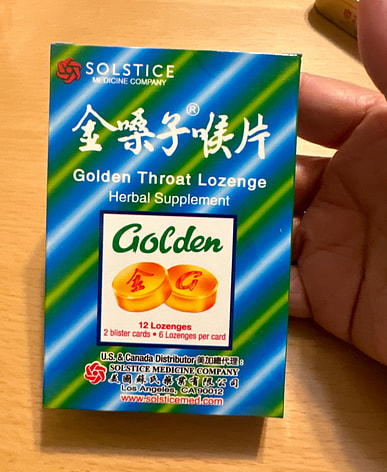 SOLSTICE
MEDICINE COMPANY
金嗓子喉片®
Golden Throat Lozenge
Herbal Supplement
Golden
金 G
12 Lozenges
2 blister cards • 6 Lozenges per card
U.S. & Canada Distributor 美加總代理:
SOLSTICE MEDICINE COMPANY
美國蘇氏藥業有限公司
Los Angeles, CA 90012
www.solsticemed.com